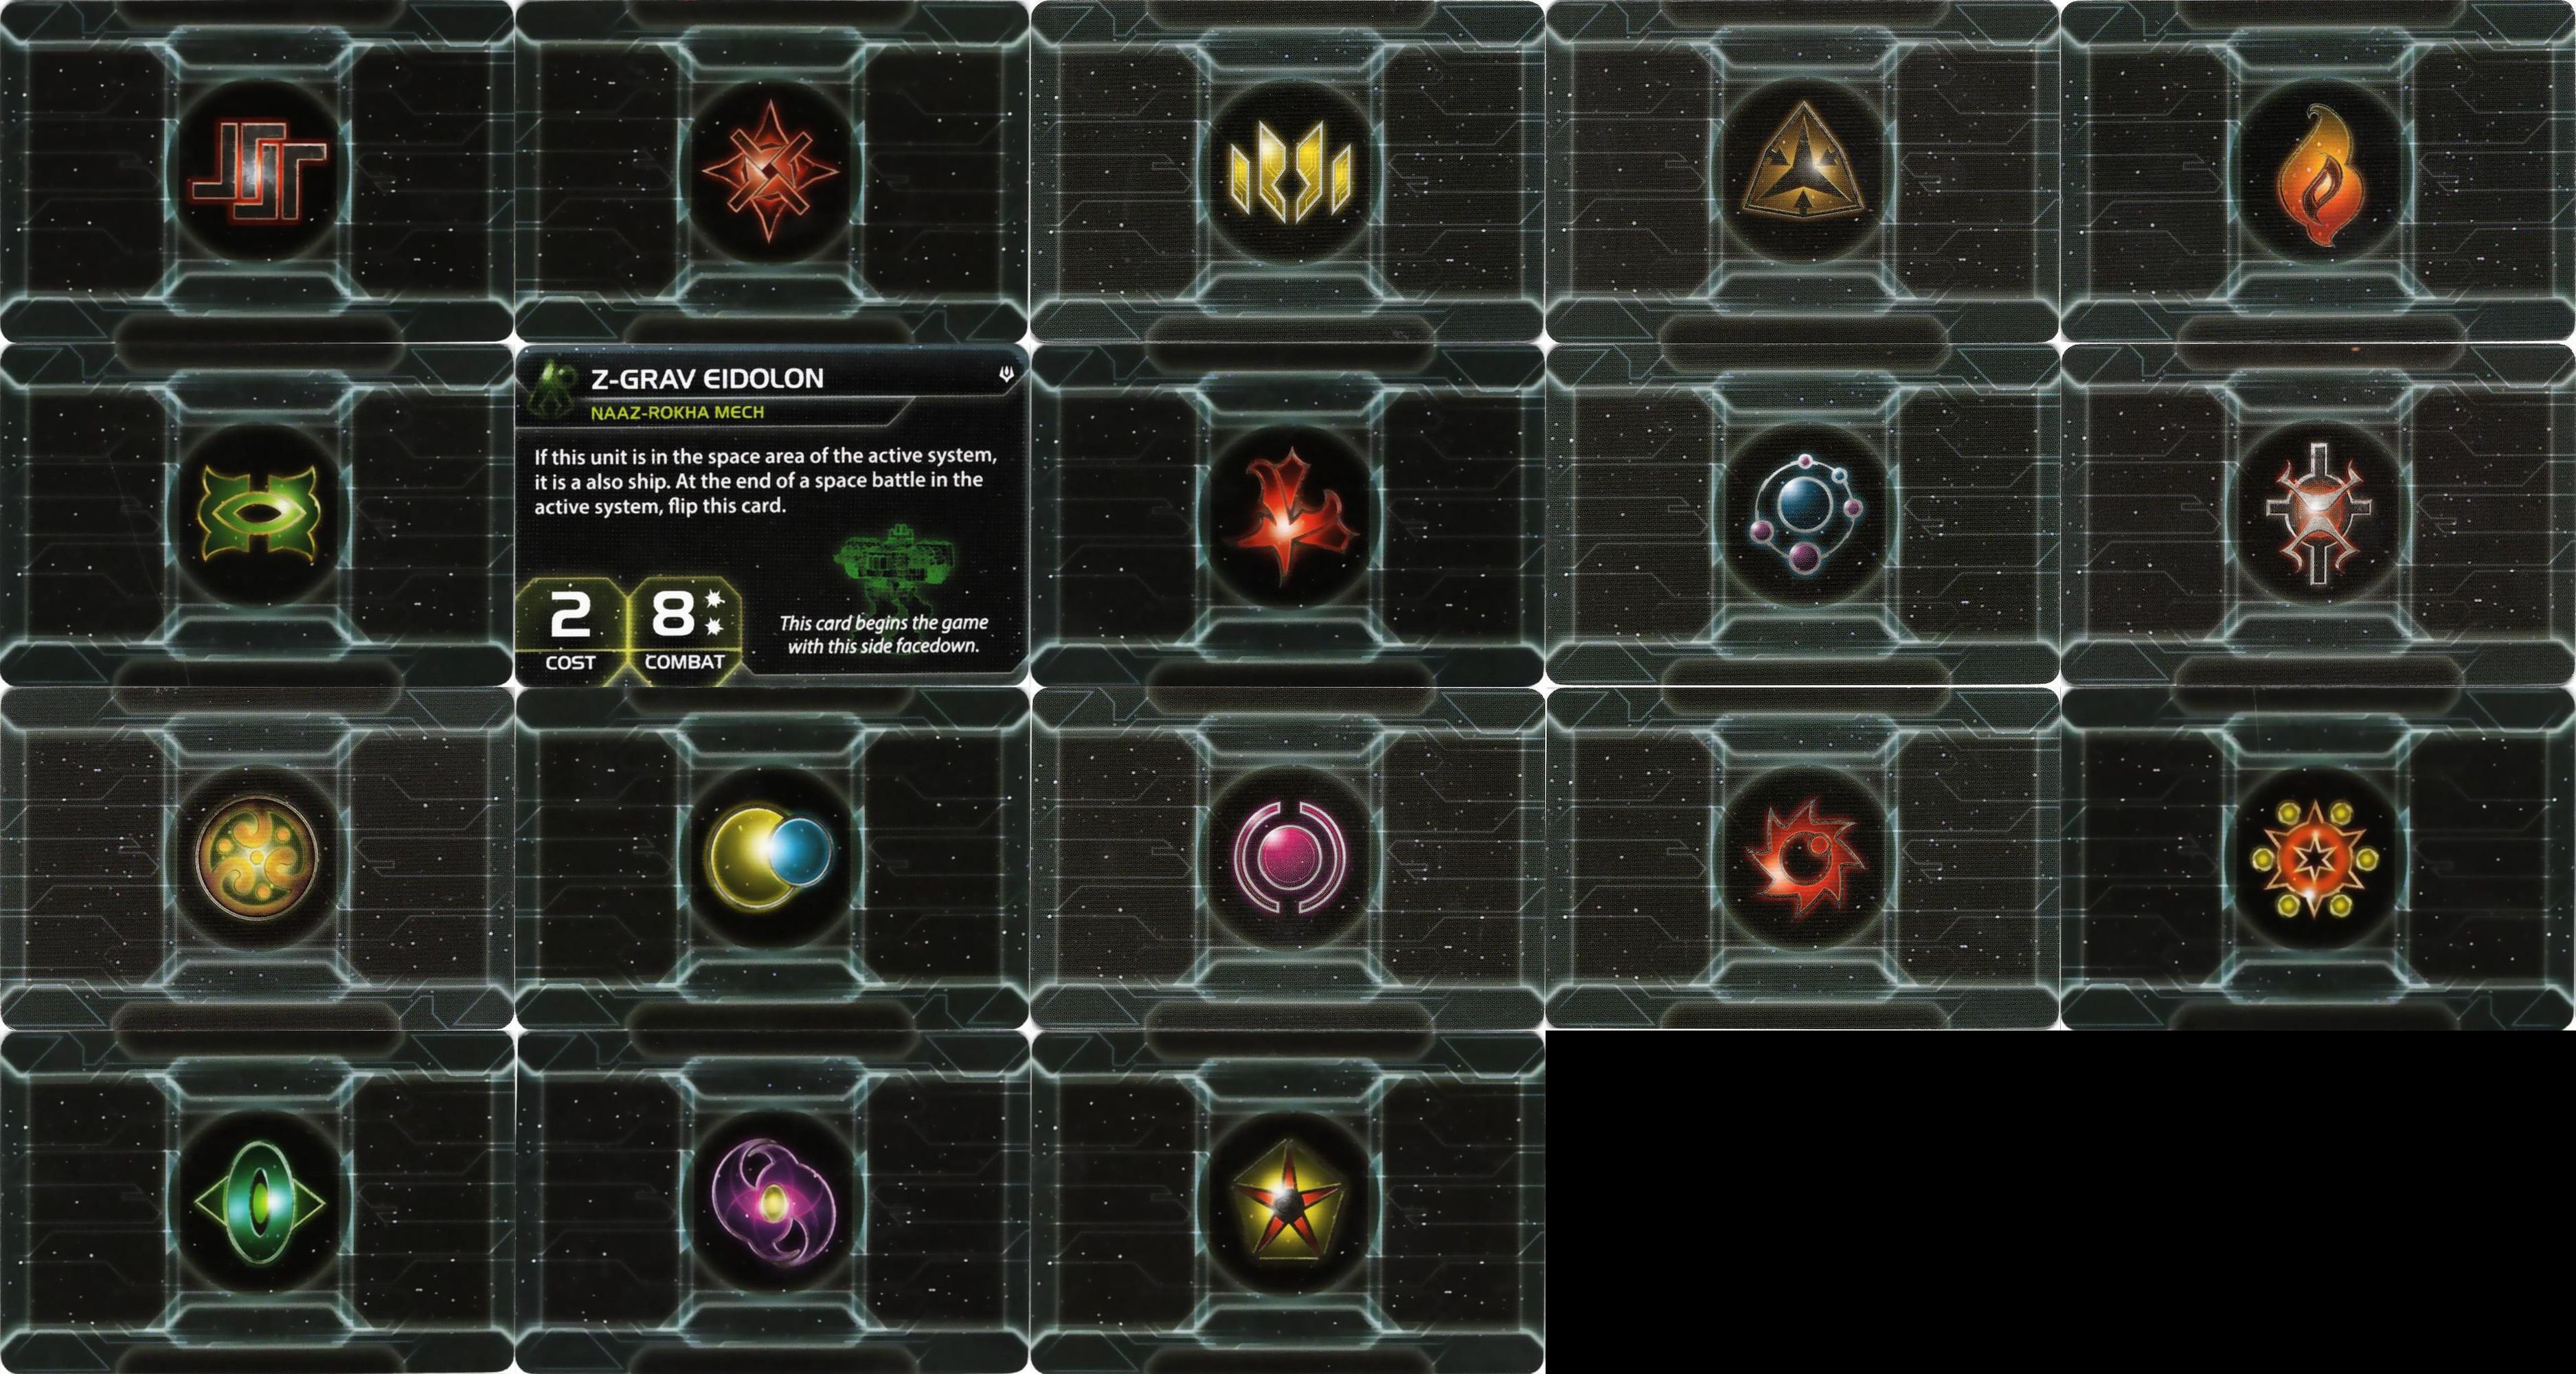 Z-GRAV EIDOLON
NAAZ-ROKHA MECH
If this unit is in the space area of the active system,
it is a also ship. At the end of a space battle in the
active system, flip this card.
2
COST
8
COMBAT
This card begins the game
with this side facedown.